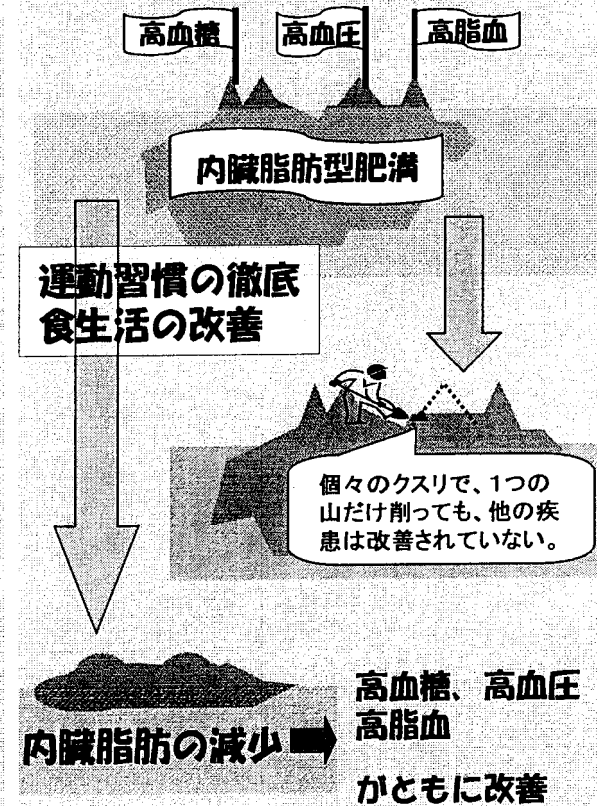 高血糖
高血圧
高脂血
内臓脂肪型肥満
運動習慣の徹底
食生活の改善
個々のクスリで、1つの
山だけ削っても、他の疾
患は改善されていない。
内臓脂肪の減少
高血糖、高血圧
高脂血
がともに改善